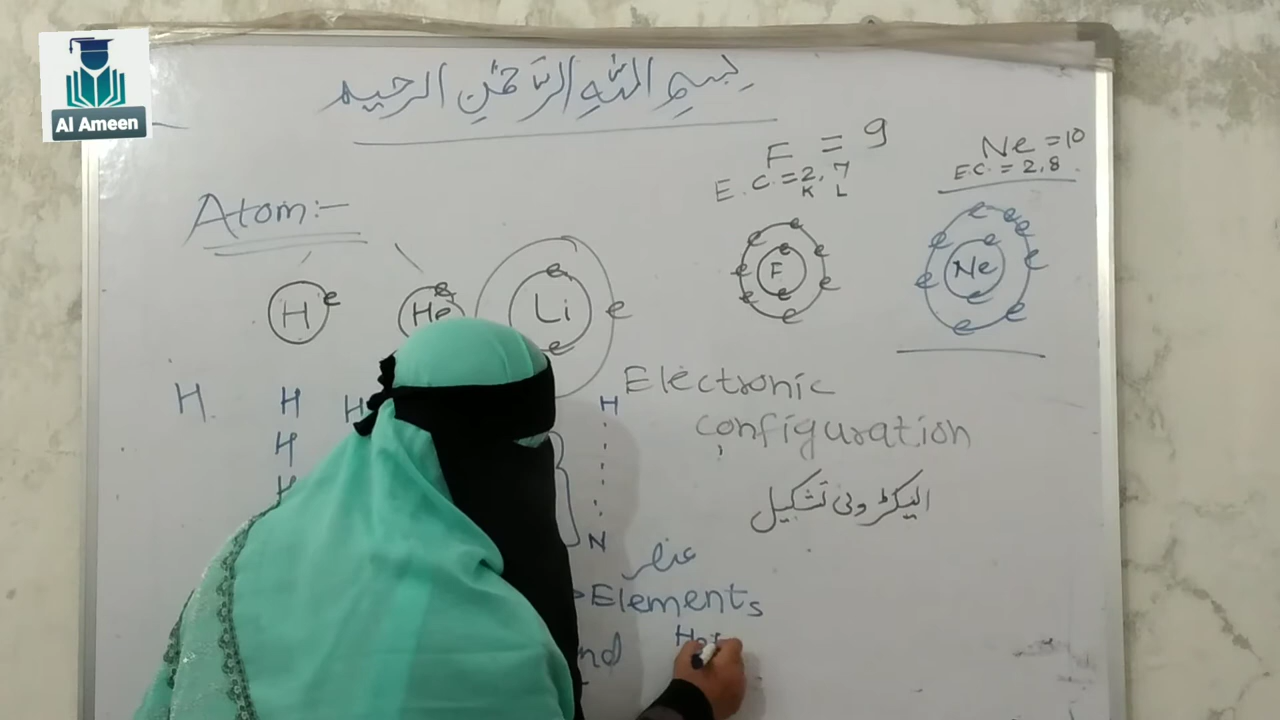 Al Ameen
بسم اللہ الرحمٰن الرحیم
F = 9
E.C. = 2, 7
K L
Ne = 10
E.C. = 2, 8
Atom:-
H e
He e
Li e e e
F e e e e e e e e e
Ne e e e e e e e e e e
H H H H
H
H
N
Electronic
configuration
الیکٹرونی تشکیل
عنصر
Elements
nd